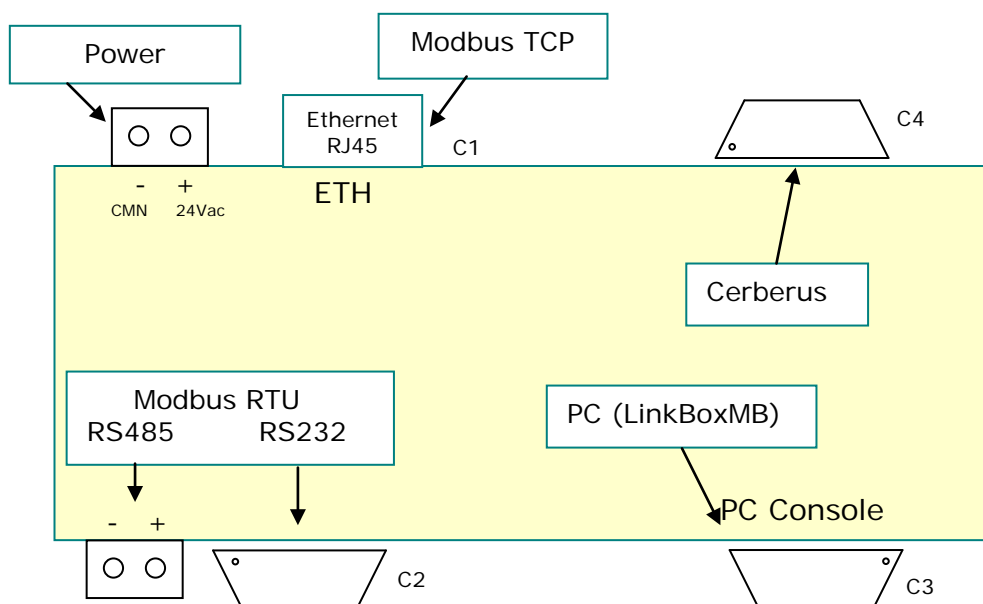 Power
Modbus TCP
Ethernet
RJ45
C1
C4
- +
CMN 24Vac
ETH
Cerberus
Modbus RTU
RS485 RS232
PC (LinkBoxMB)
- +
PC Console
C2
C3